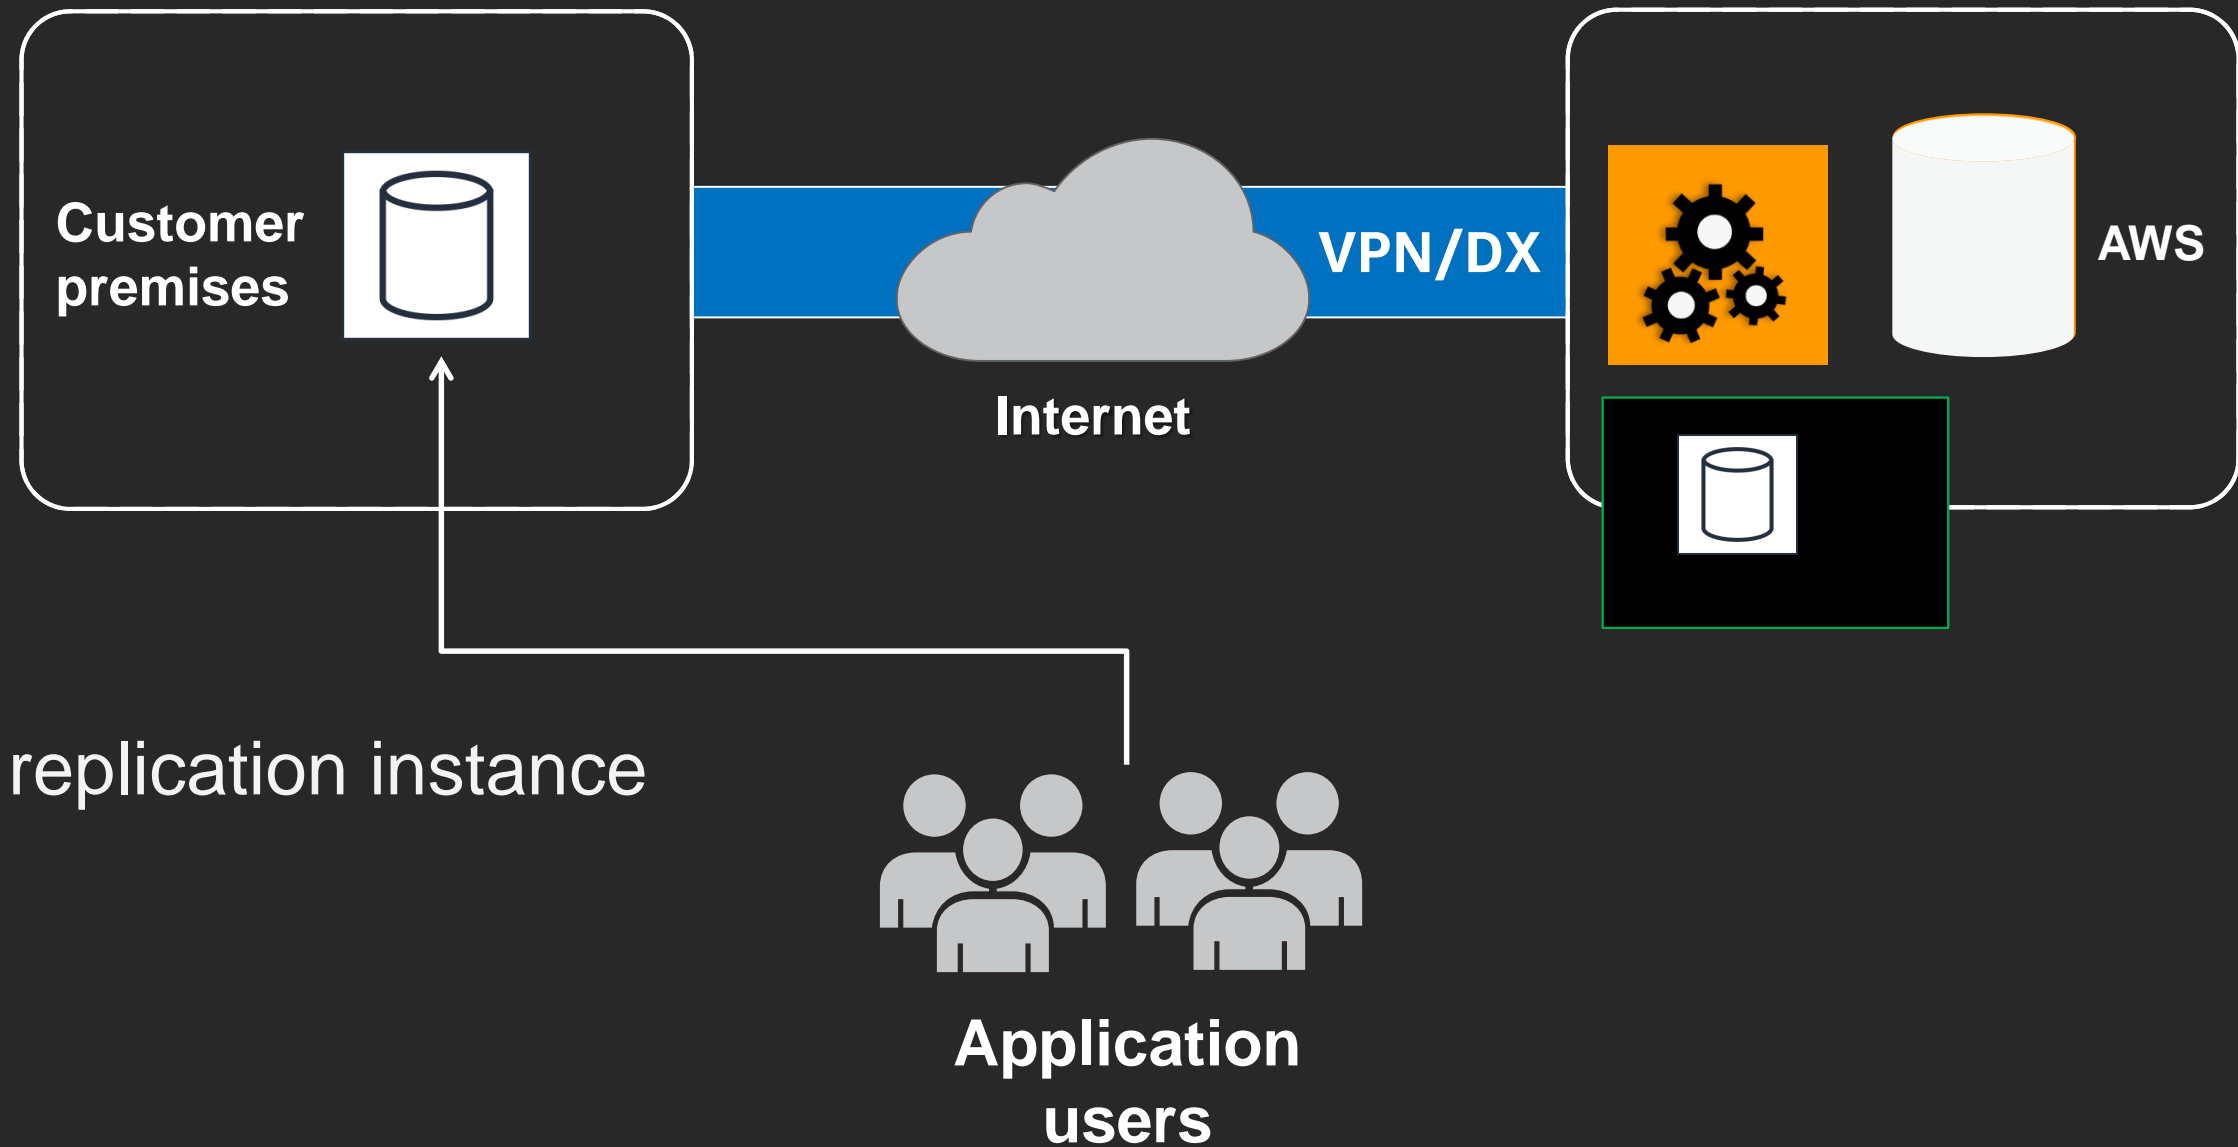 Customer
premises
VPN/DX
AWS
Internet
replication instance
Application
users